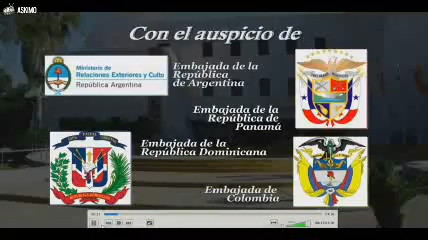 ASKIMO
Con el auspicio de
Ministerio de
Relaciones Exteriores y Culto
República Argentina
Embajada de la
República
de Argentina
Embajada de la
República de
Panamá
Embajada de la
República Dominicana
Embajada de
Colombia